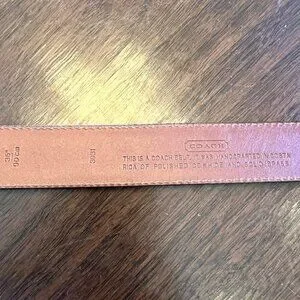 COACH
THIS IS A COACH BELT. IT WAS HANDCRAFTED IN COSTA
RICA OF POLISHED COWHIDE AND SOLID BRASS.
36"
90 CM